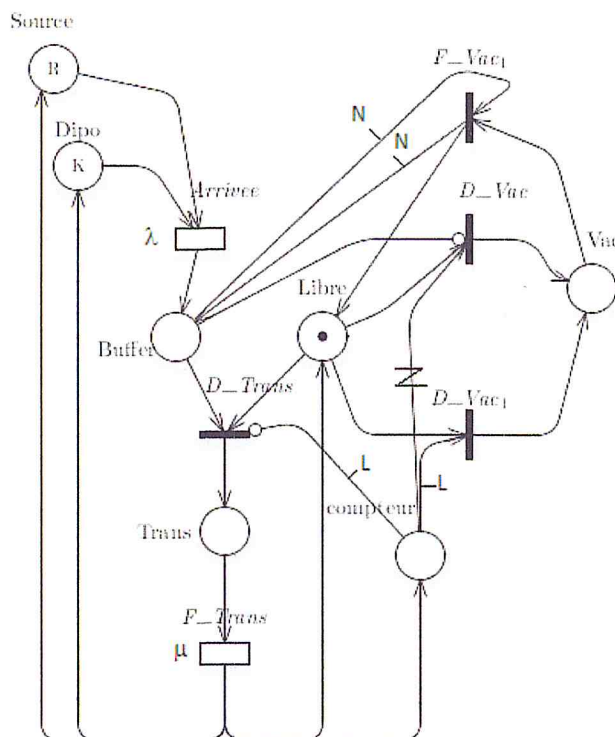 Source
R
F_Vac1
N
Dipo
N
K
Arrivee
D_Vac
λ
Vac
Libre
Buffer
D_Trans
D_Vac1
L
L
compteur
Trans
F_Trans
μ